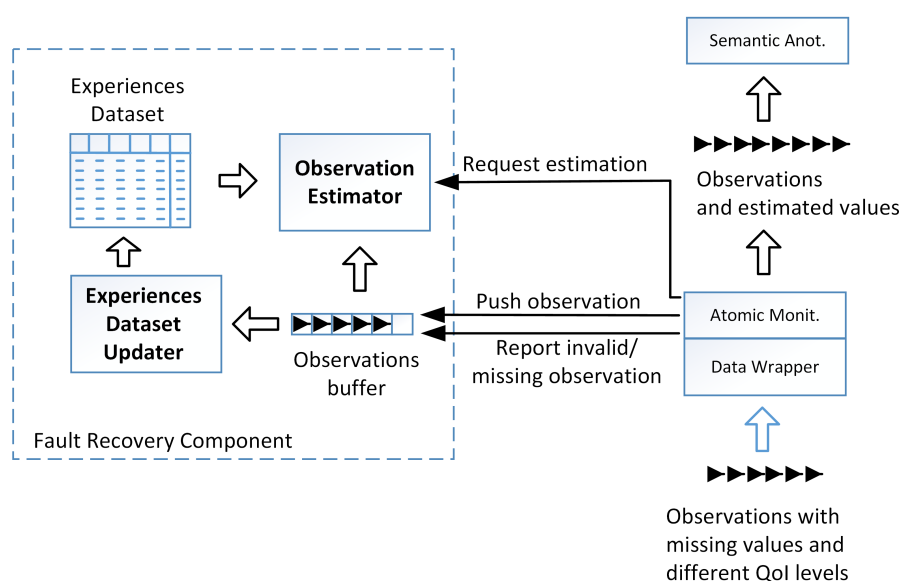 Semantic Anot.
Experiences
Dataset
Observation
Estimator
Request estimation
Observations
and estimated values
Experiences
Dataset
Updater
Push observation
Atomic Monit.
Report invalid/
missing observation
Data Wrapper
Observations
buffer
Fault Recovery Component
Observations with
missing values and
different QoI levels